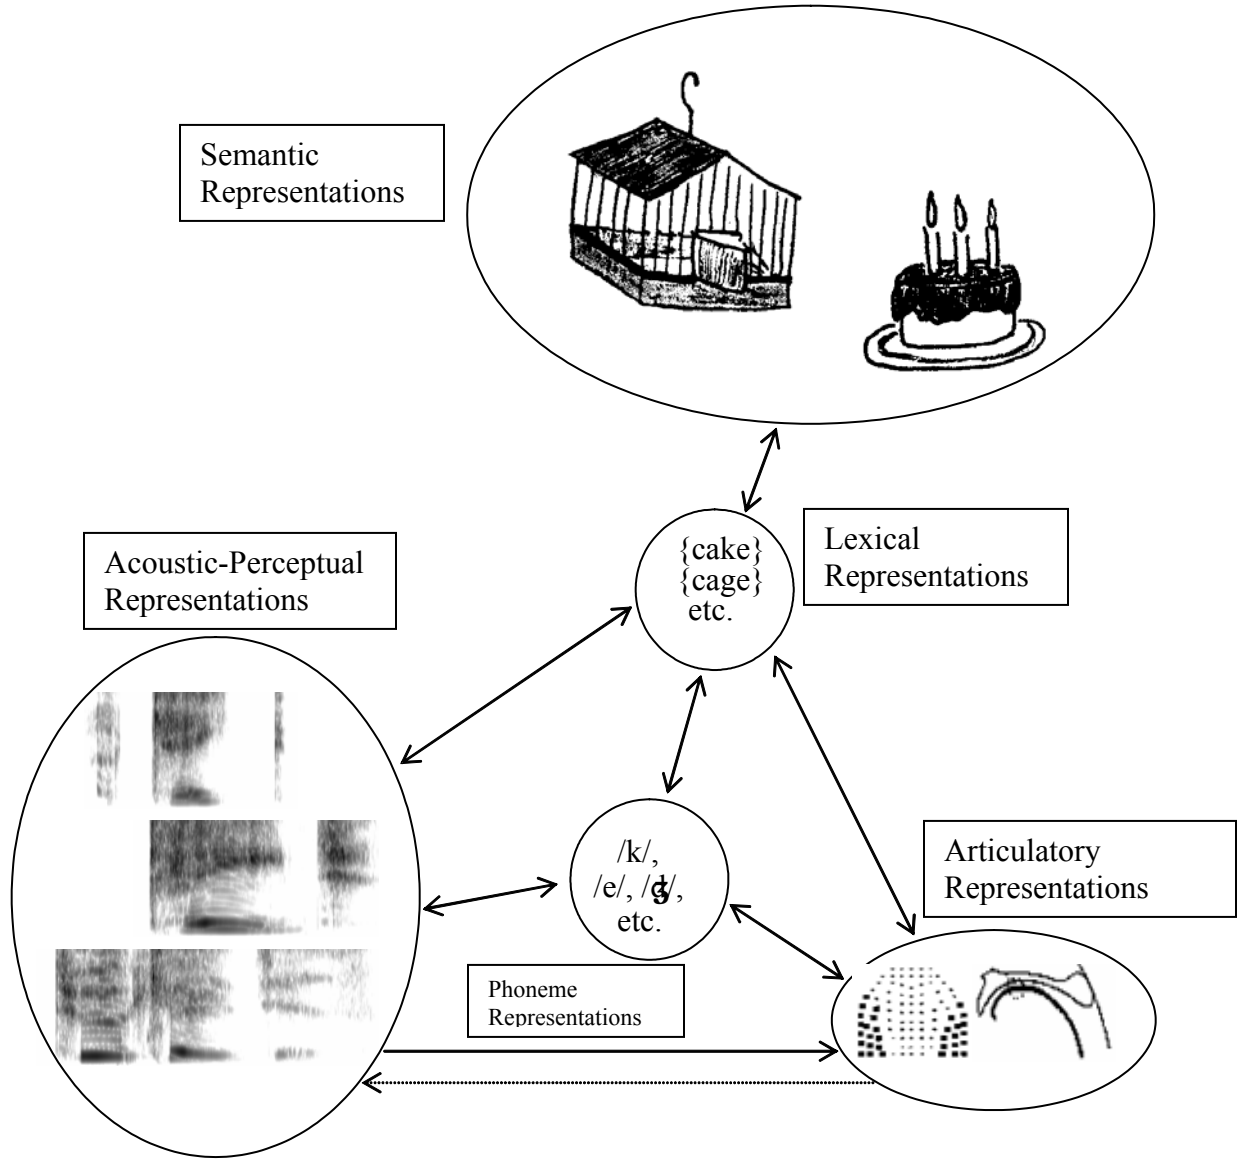 Semantic
Representations
{cake}
{cage}
etc.
Lexical
Representations
Acoustic-Perceptual
Representations
/k/,
/e/, /ʤ/,
etc.
Articulatory
Representations
Phoneme
Representations